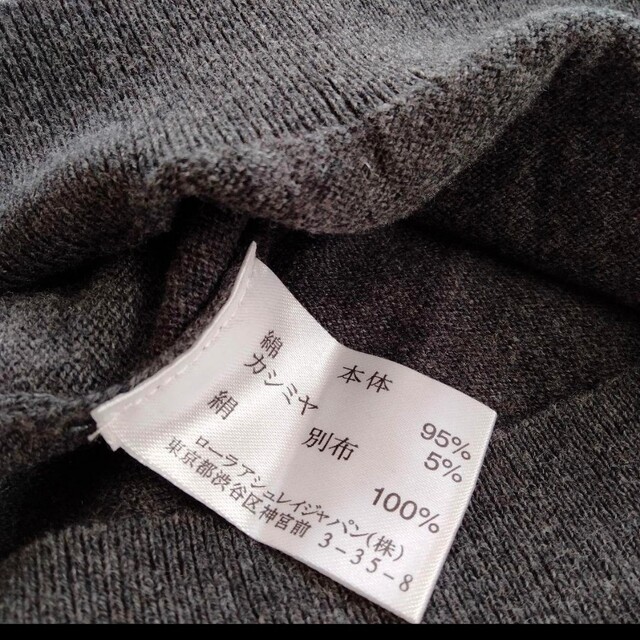 本体
綿 95%
カシミヤ 5%
別布
絹 100%
ローラアシュレイジャパン(株)
東京都渋谷区神宮前 3-35-8